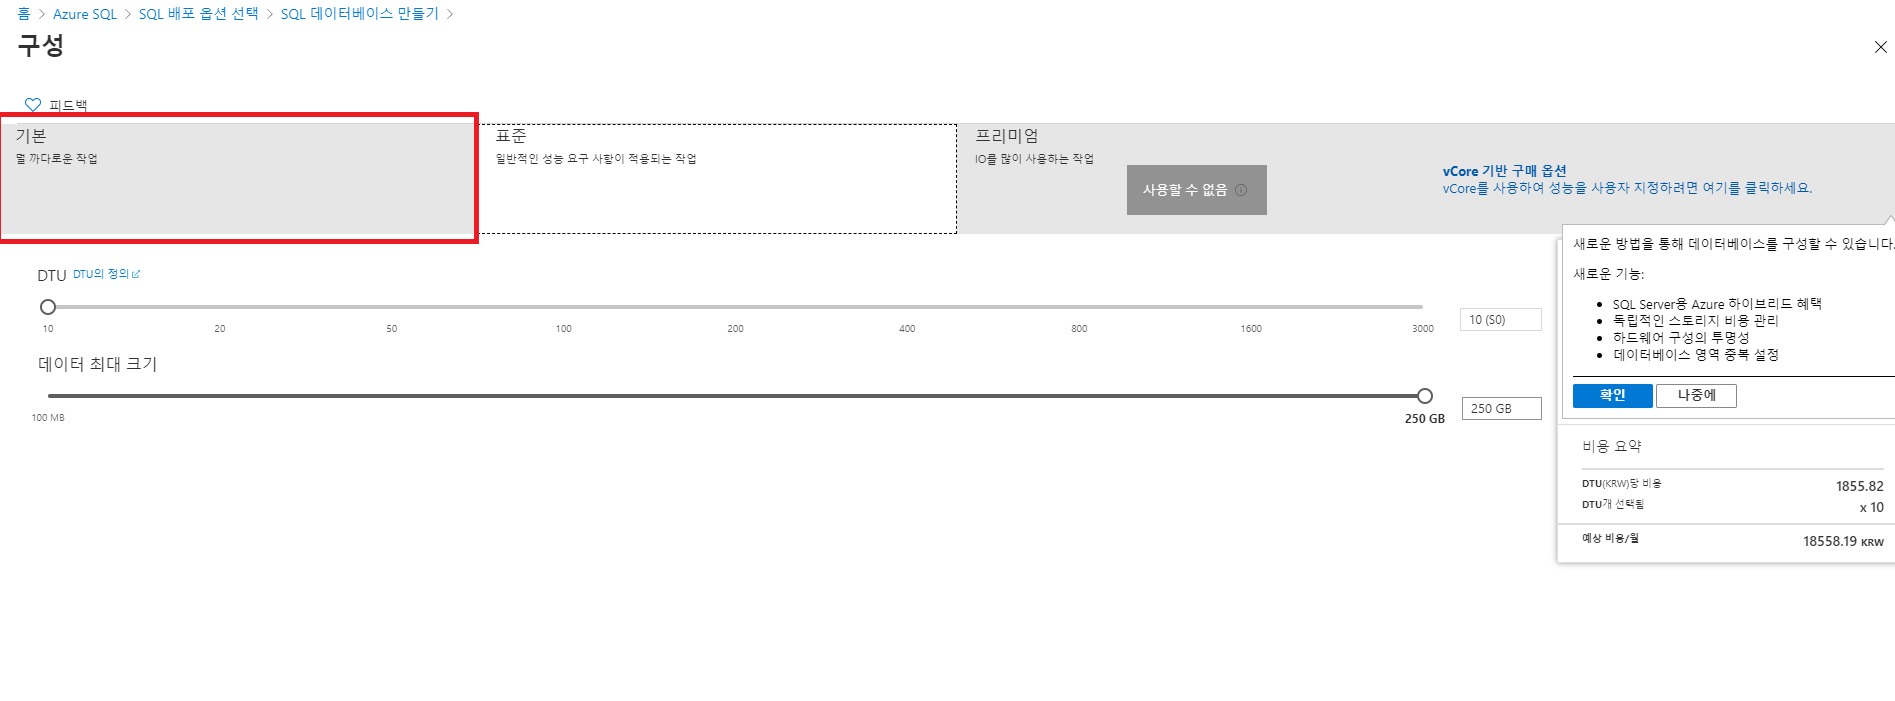 홈 > Azure SQL > SQL 배포 옵션 선택 > SQL 데이터베이스 만들기 >
구성
피드백
기본
덜 까다로운 작업
표준
일반적인 성능 요구 사항이 적용되는 작업
프리미엄
IO를 많이 사용하는 작업
사용할 수 없음
vCore 기반 구매 옵션
vCore를 사용하여 성능을 사용자 지정하려면 여기를 클릭하세요.
DTU DTU의 정의
10 20 50 100 200 400 800 1600 3000
10 (S0)
데이터 최대 크기
100 MB
250 GB
250 GB
새로운 방법을 통해 데이터베이스를 구성할 수 있습니다.
새로운 기능:
• SQL Server용 Azure 하이브리드 혜택
• 독립적인 스토리지 비용 관리
• 하드웨어 구성의 투명성
• 데이터베이스 영역 중복 설정
확인 나중에
비용 요약
DTU(KRW)당 비용 1855.82
DTU개 선택됨 x 10
예상 비용/월 18558.19 KRW